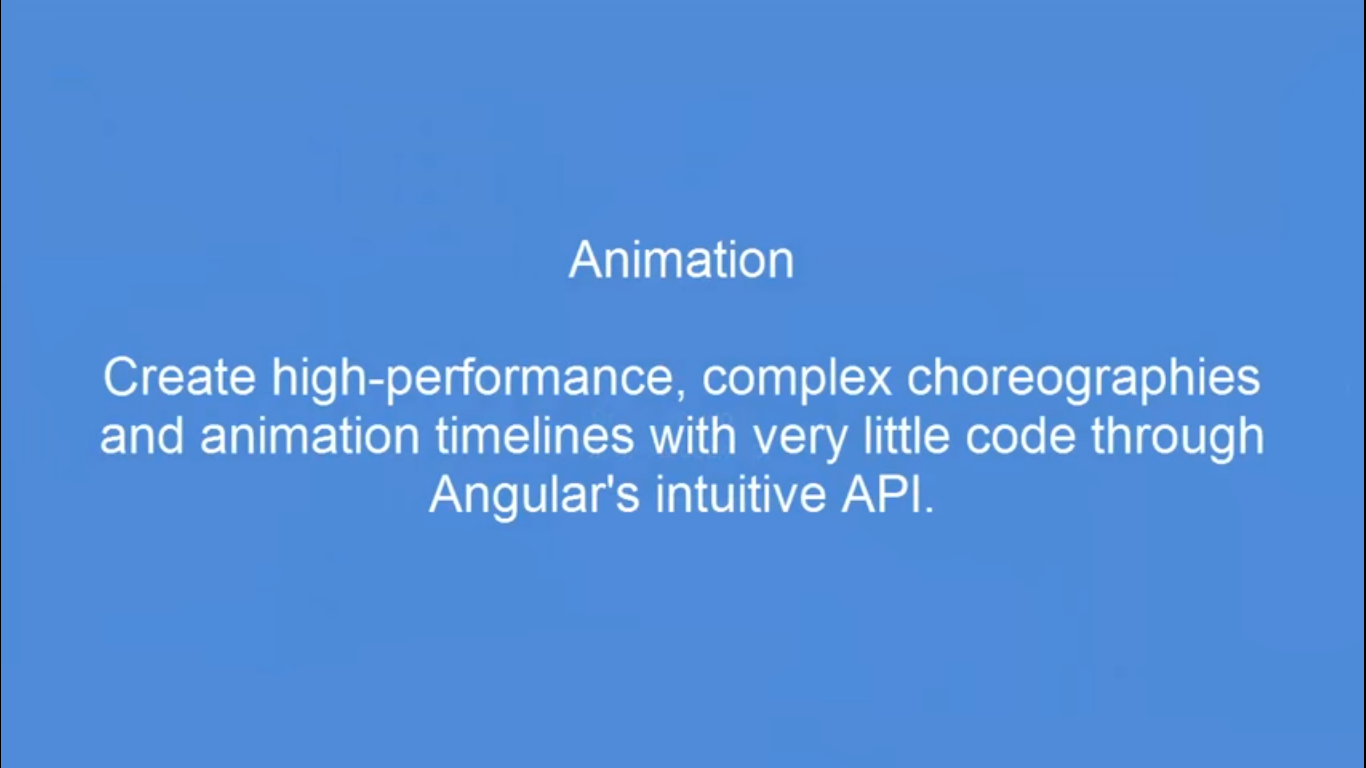 Animation
Create high-performance, complex choreographies
and animation timelines with very little code through
Angular's intuitive API.